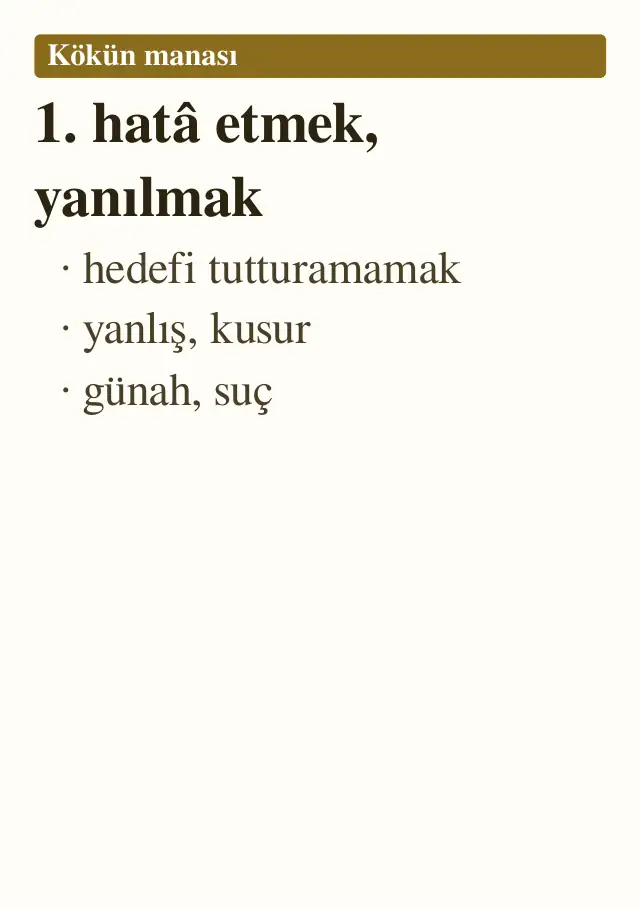 Kökün manası
1. hatâ etmek,
yanılmak
· hedefi tutturamamak
· yanlış, kusur
· günah, suç